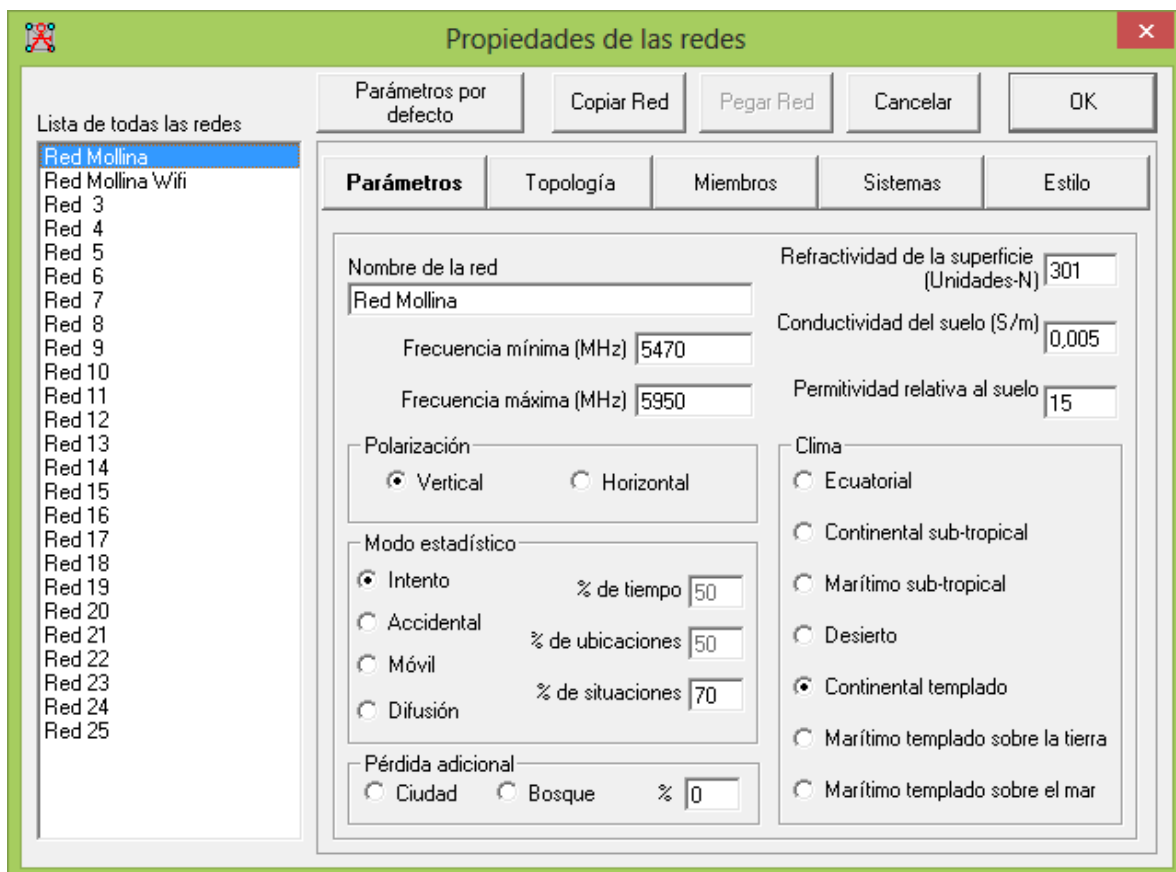 Propiedades de las redes
Parámetros por
defecto
Copiar Red
Pegar Red
Cancelar
OK
Lista de todas las redes
Red Mollina
Red Mollina Wifi
Red  3
Red  4
Red  5
Red  6
Red  7
Red  8
Red  9
Red 10
Red 11
Red 12
Red 13
Red 14
Red 15
Red 16
Red 17
Red 18
Red 19
Red 20
Red 21
Red 22
Red 23
Red 24
Red 25
Parámetros
Topología
Miembros
Sistemas
Estilo
Nombre de la red
Red Mollina
Frecuencia mínima (MHz) 5470
Frecuencia máxima (MHz) 5950
Refractividad de la superficie
(Unidades-N) 301
Conductividad del suelo (S/m) 0,005
Permitividad relativa al suelo 15
Polarización
Vertical
Horizontal
Modo estadístico
Intento
Accidental
Móvil
Difusión
% de tiempo 50
% de ubicaciones 50
% de situaciones 70
Pérdida adicional
Ciudad
Bosque
% 0
Clima
Ecuatorial
Continental sub-tropical
Marítimo sub-tropical
Desierto
Continental templado
Marítimo templado sobre la tierra
Marítimo templado sobre el mar